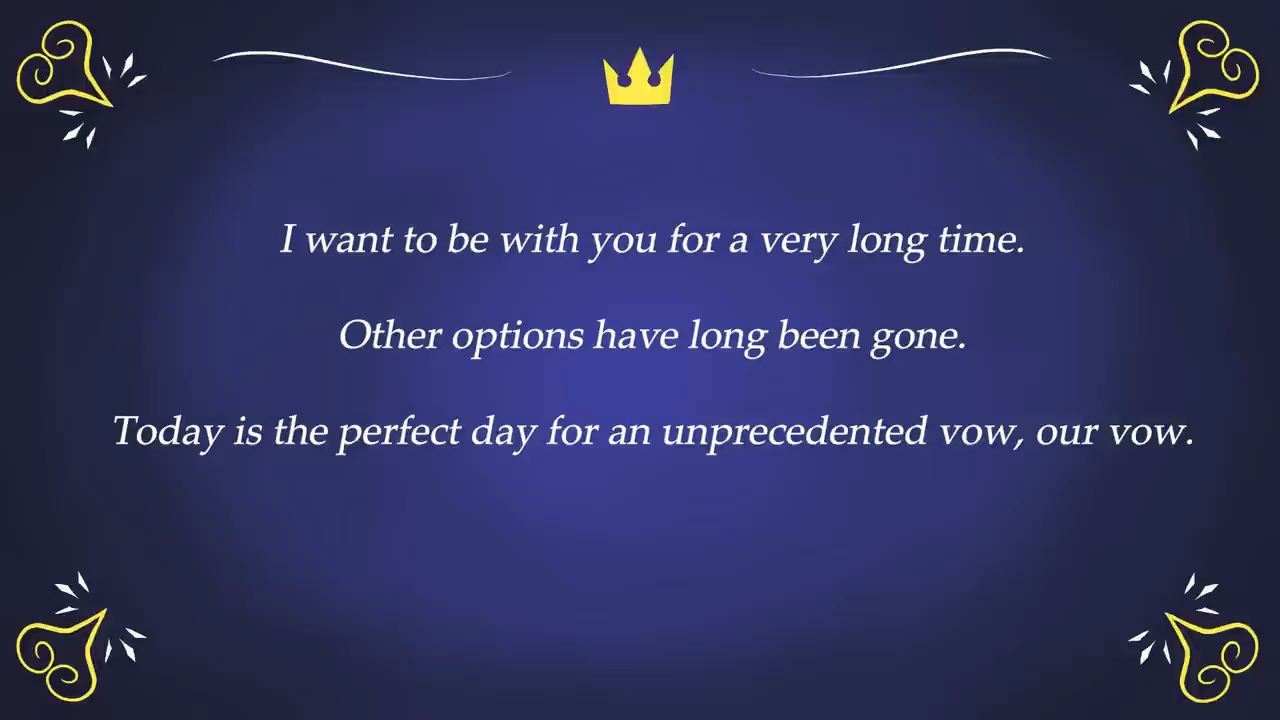 I want to be with you for a very long time.
Other options have long been gone.
Today is the perfect day for an unprecedented vow, our vow.